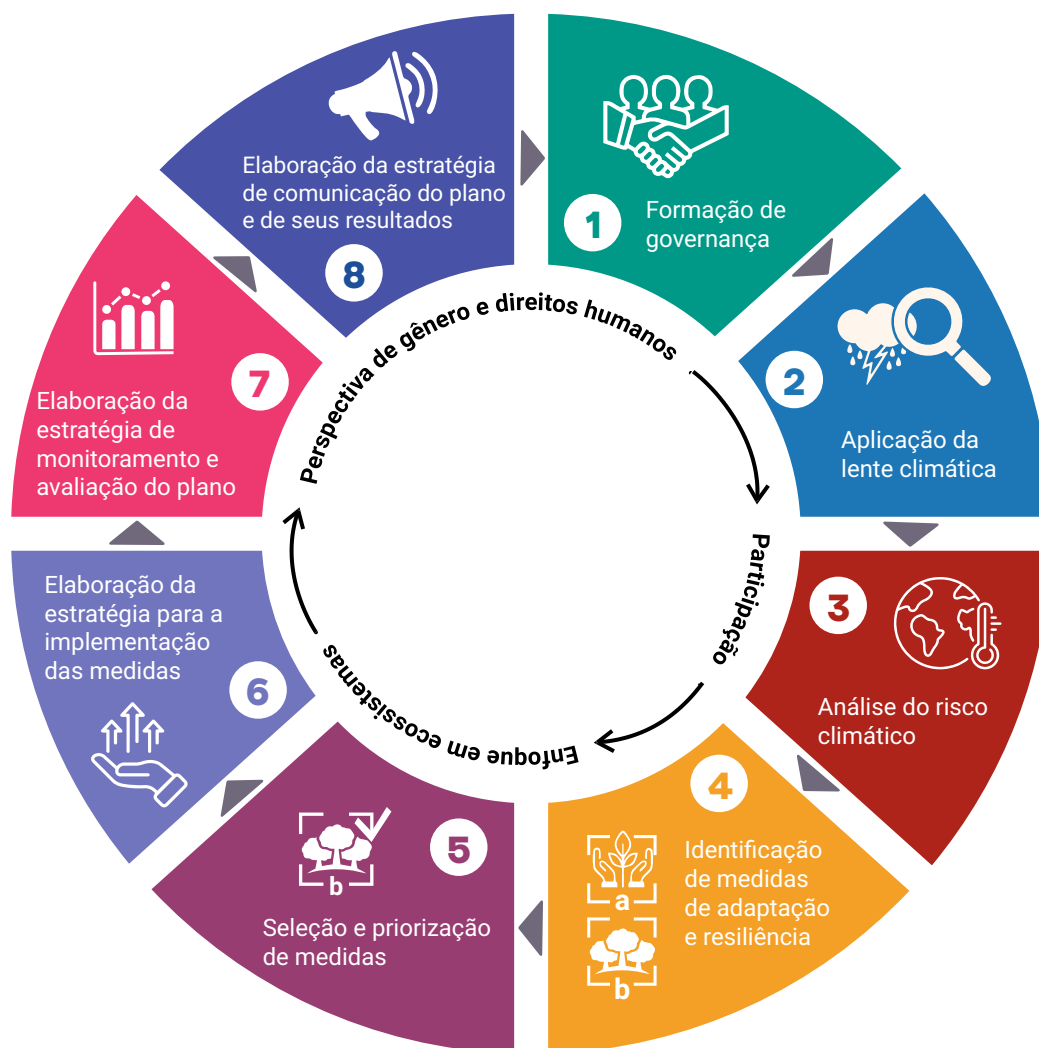 1
Formação de
governança
2
Aplicação da
lente climática
3
Análise do risco
climático
4
a
b
Identificação
de medidas
de adaptação
e resiliência
5
b
Seleção e priorização
de medidas
6
Elaboração da
estratégia para a
implementação
das medidas
7
Elaboração da
estratégia de
monitoramento e
avaliação do plano
8
Elaboração da estratégia
de comunicação do plano
e de seus resultados
Perspectiva de gênero e direitos humanos
Participação
Enfoque em ecossistemas